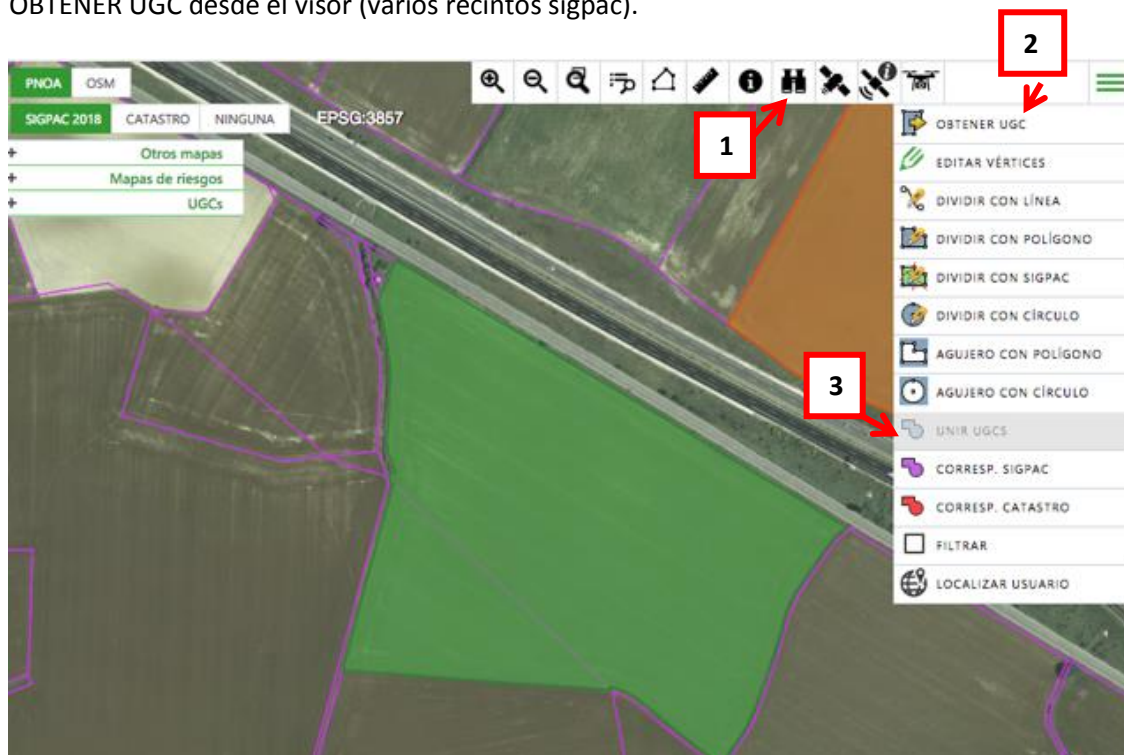 OBTENER UGC desde el visor (varios recintos sigpac).
2
PNOA OSM
SIGPAC 2018 CATASTRO NINGUNA EPSG:3857
+ Otros mapas
+ Mapas de riesgos
+ UGCs
1
OBTENER UGC
EDITAR VÉRTICES
DIVIDIR CON LÍNEA
DIVIDIR CON POLÍGONO
DIVIDIR CON SIGPAC
DIVIDIR CON CÍRCULO
AGUJERO CON POLÍGONO
3
AGUJERO CON CÍRCULO
UNIR UGCS
CORRESP. SIGPAC
CORRESP. CATASTRO
FILTRAR
LOCALIZAR USUARIO